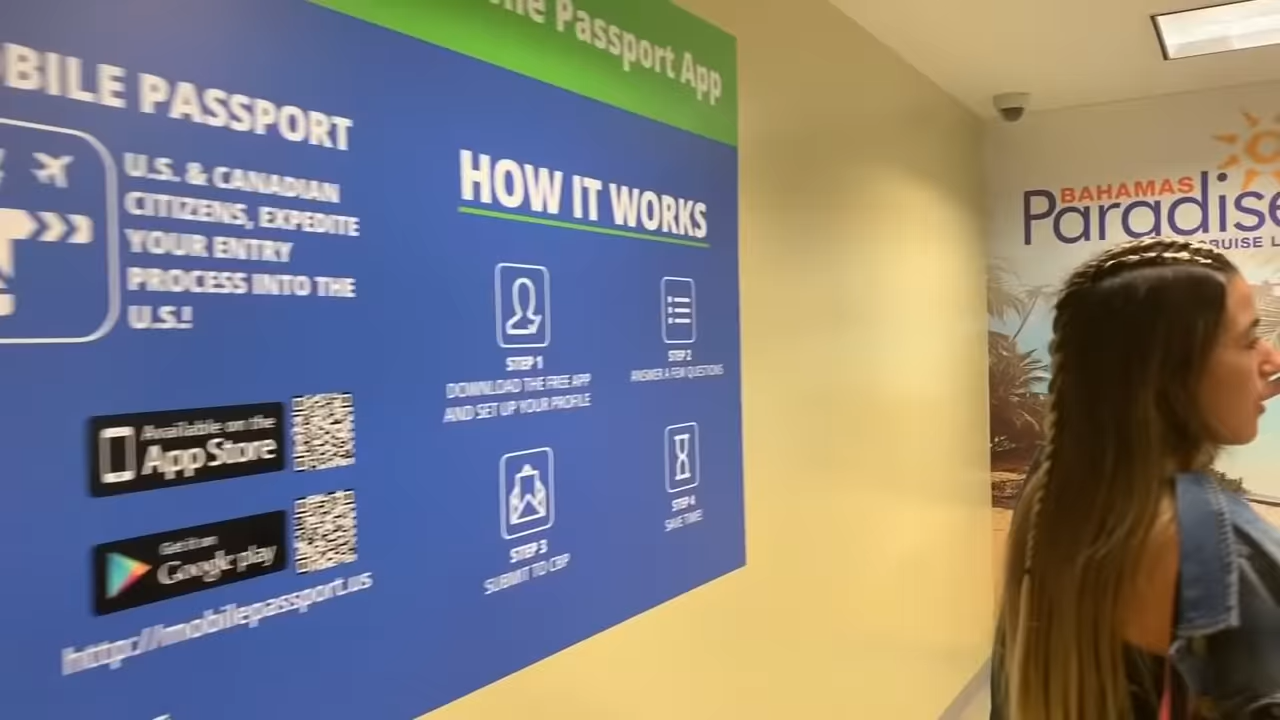 ile Passport App
BILE PASSPORT
U.S. & CANADIAN
CITIZENS, EXPEDITE
YOUR ENTRY
PROCESS INTO THE
U.S.!
Available on the
App Store
Get it on
Google play
http://mobilepassport.us
HOW IT WORKS
STEP 1
DOWNLOAD THE FREE APP
AND SET UP YOUR PROFILE
STEP 2
ANSWER A FEW QUESTIONS
STEP 3
SUBMIT TO CBP
STEP 4
SAVE TIME!
BAHAMAS
Paradise
CRUISE L